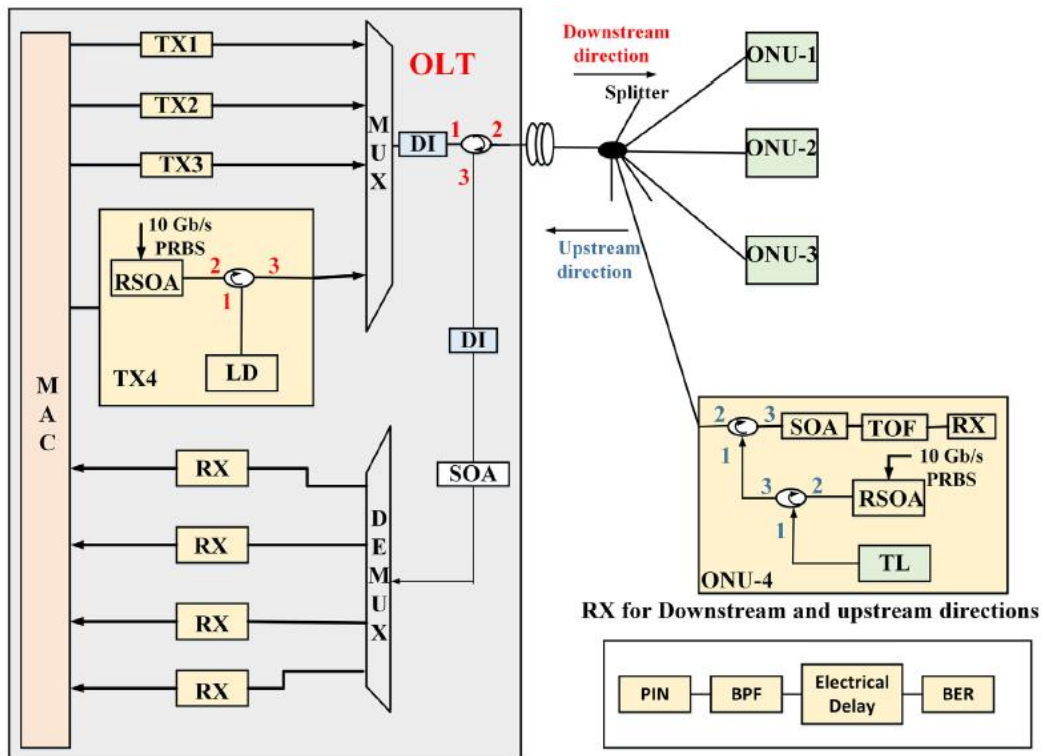 TX1
TX2
TX3
10 Gb/s
PRBS
RSOA
2
3
1
LD
TX4
MAC
MUX
OLT
DI
1
2
3
Downstream
direction
Splitter
Upstream
direction
ONU-1
ONU-2
ONU-3
DI
SOA
DEMUX
RX
RX
RX
RX
2
3
SOA
TOF
RX
1
10 Gb/s
PRBS
3
2
RSOA
1
TL
ONU-4
RX for Downstream and upstream directions
PIN
BPF
Electrical
Delay
BER